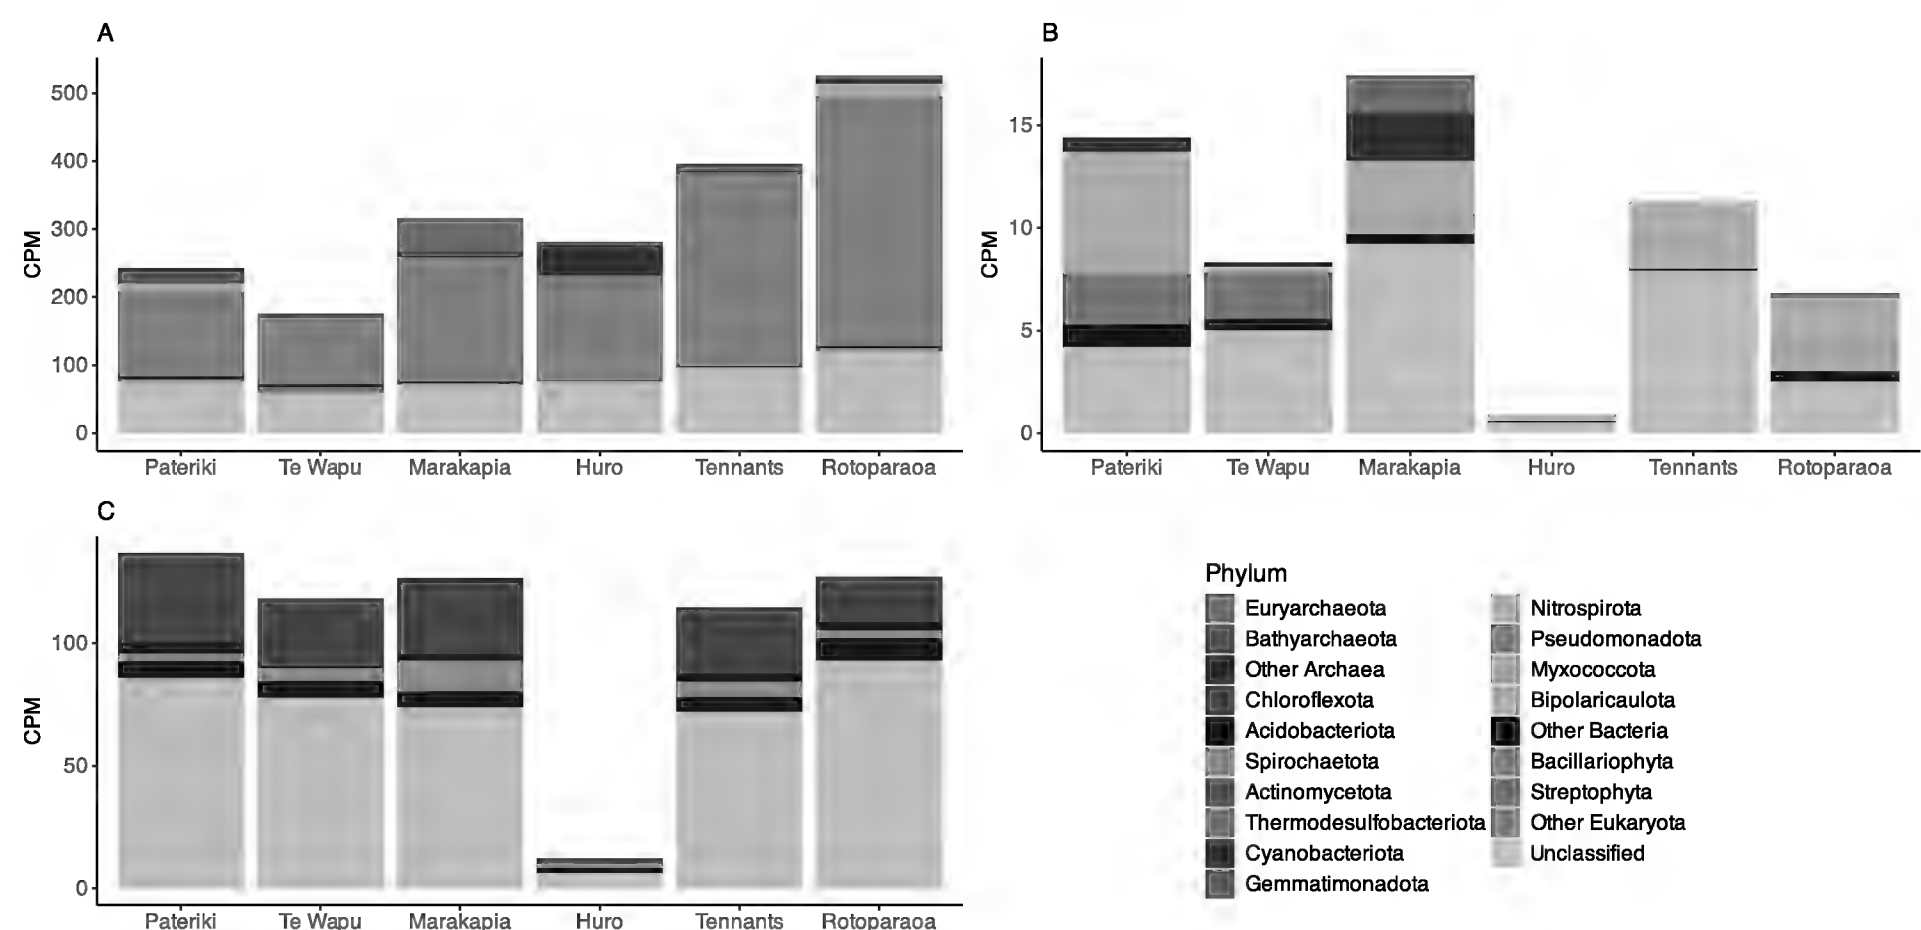 A
500
400
300
200
100
0
CPM
Pateriki Te Wapu Marakapia Huro Tennants Rotoparaoa
B
15
10
5
0
CPM
Pateriki Te Wapu Marakapia Huro Tennants Rotoparaoa
C
100
50
0
CPM
Pateriki Te Wapu Marakapia Huro Tennants Rotoparaoa
Phylum
Euryarchaeota
Bathyarchaeota
Other Archaea
Chloroflexota
Acidobacteriota
Spirochaetota
Actinomycetota
Thermodesulfobacteriota
Cyanobacteriota
Gemmatimonadota
Nitrospirota
Pseudomonadota
Myxococcota
Bipolaricaulota
Other Bacteria
Bacillariophyta
Streptophyta
Other Eukaryota
Unclassified